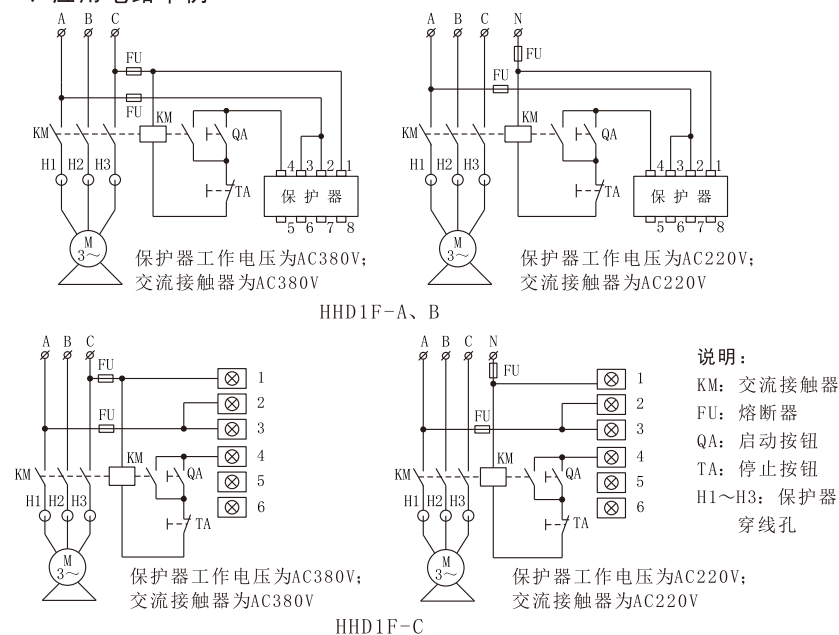 A B C
FU
FU
KM
KM
QA
H1 H2 H3
TA
4 3 2 1
保护器
5 6 7 8
M
3～
保护器工作电压为AC380V；
交流接触器为AC380V
A B C N
FU
FU
KM
KM
QA
H1 H2 H3
TA
4 3 2 1
保护器
5 6 7 8
M
3～
保护器工作电压为AC220V；
交流接触器为AC220V
HHD1F-A、B
A B C
FU
FU
KM
KM
QA
H1 H2 H3
TA
1
2
3
4
5
6
M
3～
保护器工作电压为AC380V；
交流接触器为AC380V
A B C N
FU
FU
KM
KM
QA
H1 H2 H3
TA
1
2
3
4
5
6
M
3～
保护器工作电压为AC220V；
交流接触器为AC220V
HHD1F-C
说明：
KM：交流接触器
FU：熔断器
QA：启动按钮
TA：停止按钮
H1～H3：保护器
穿线孔